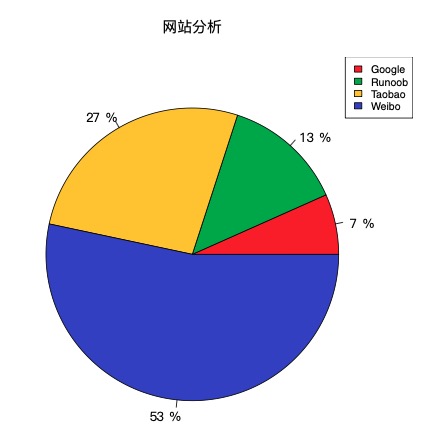 网站分析
Google
Runoob
Taobao
Weibo
27 %
13 %
7 %
53 %